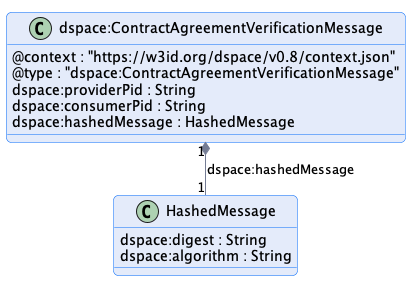 C dspace:ContractAgreementVerificationMessage
@context : "https://w3id.org/dspace/v0.8/context.json"
@type : "dspace:ContractAgreementVerificationMessage"
dspace:providerPid : String
dspace:consumerPid : String
dspace:hashedMessage : HashedMessage
1
dspace:hashedMessage
1
C HashedMessage
dspace:digest : String
dspace:algorithm : String